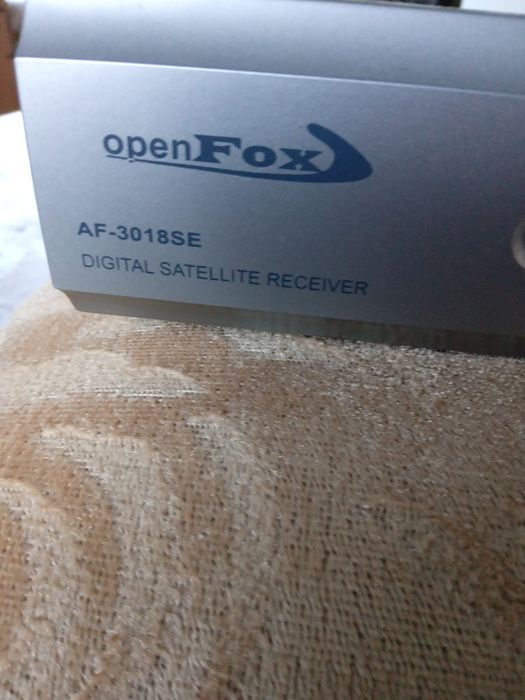 openFox
AF-3018SE
DIGITAL SATELLITE RECEIVER